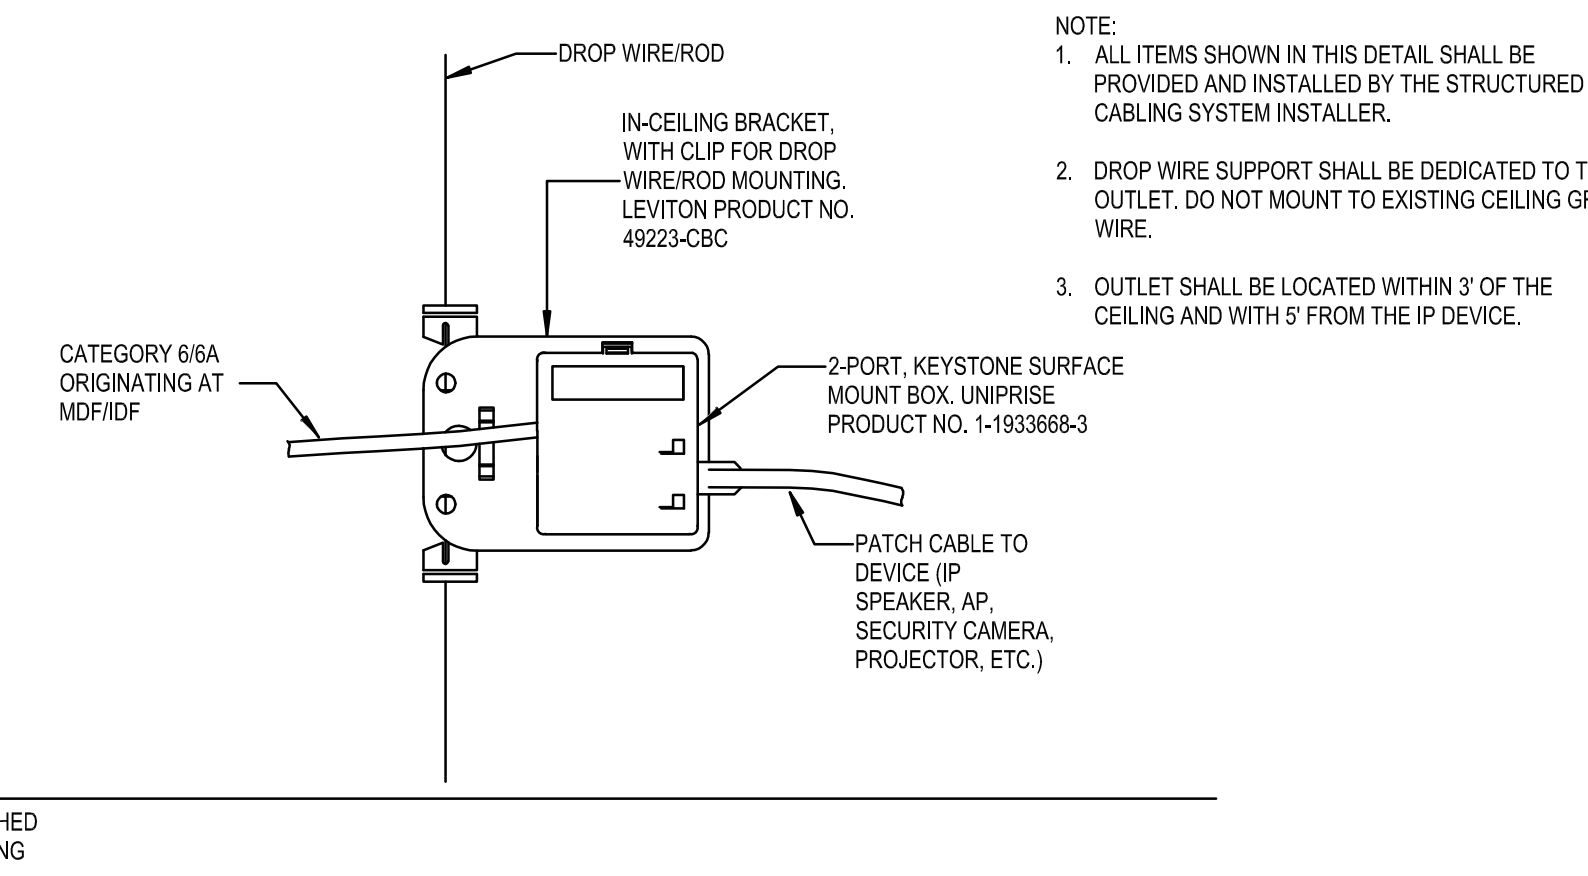 DROP WIRE/ROD
IN-CEILING BRACKET,
WITH CLIP FOR DROP
WIRE/ROD MOUNTING.
LEVITON PRODUCT NO.
49223-CBC
NOTE:
1. ALL ITEMS SHOWN IN THIS DETAIL SHALL BE
PROVIDED AND INSTALLED BY THE STRUCTURED
CABLING SYSTEM INSTALLER.
2. DROP WIRE SUPPORT SHALL BE DEDICATED TO
OUTLET. DO NOT MOUNT TO EXISTING CEILING
WIRE.
3. OUTLET SHALL BE LOCATED WITHIN 3' OF THE
CEILING AND WITH 5' FROM THE IP DEVICE.
CATEGORY 6/6A
ORIGINATING AT
MDF/IDF
2-PORT, KEYSTONE SURFACE
MOUNT BOX. UNIPRISE
PRODUCT NO. 1-1933668-3
PATCH CABLE TO
DEVICE (IP
SPEAKER, AP,
SECURITY CAMERA,
PROJECTOR, ETC.)